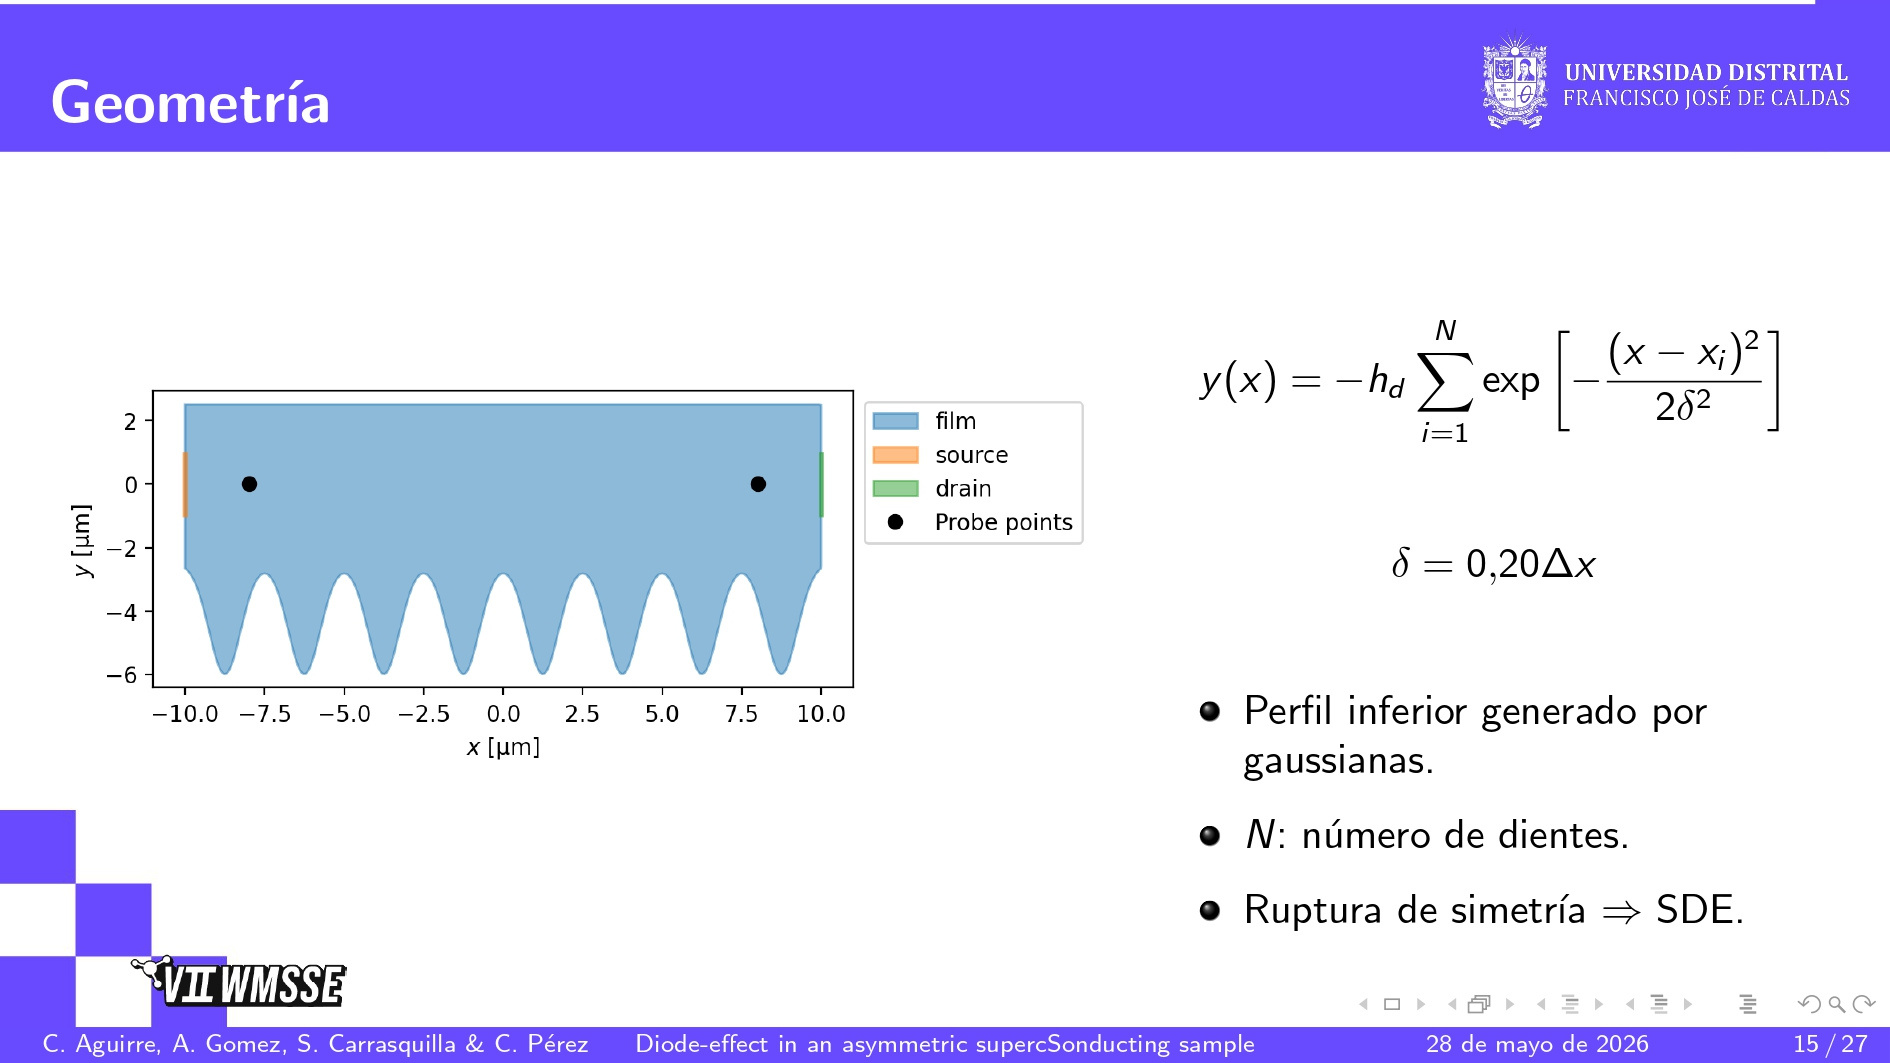 Geometría
UNIVERSIDAD DISTRITAL
FRANCISCO JOSÉ DE CALDAS
2
0
−2
−4
−6
y [μm]
−10.0 −7.5 −5.0 −2.5 0.0 2.5 5.0 7.5 10.0
x [μm]
film
source
drain
Probe points
y(x) = −h_d ∑_{i=1}^{N} exp [−(x − x_i)²/2δ²]
δ = 0,20Δx
Perfil inferior generado por
gaussianas.
N: número de dientes.
Ruptura de simetría ⇒ SDE.
VII WMSSE
C. Aguirre, A. Gomez, S. Carrasquilla & C. Pérez Diode-effect in an asymmetric supercSonducting sample 28 de mayo de 2026 15 / 27